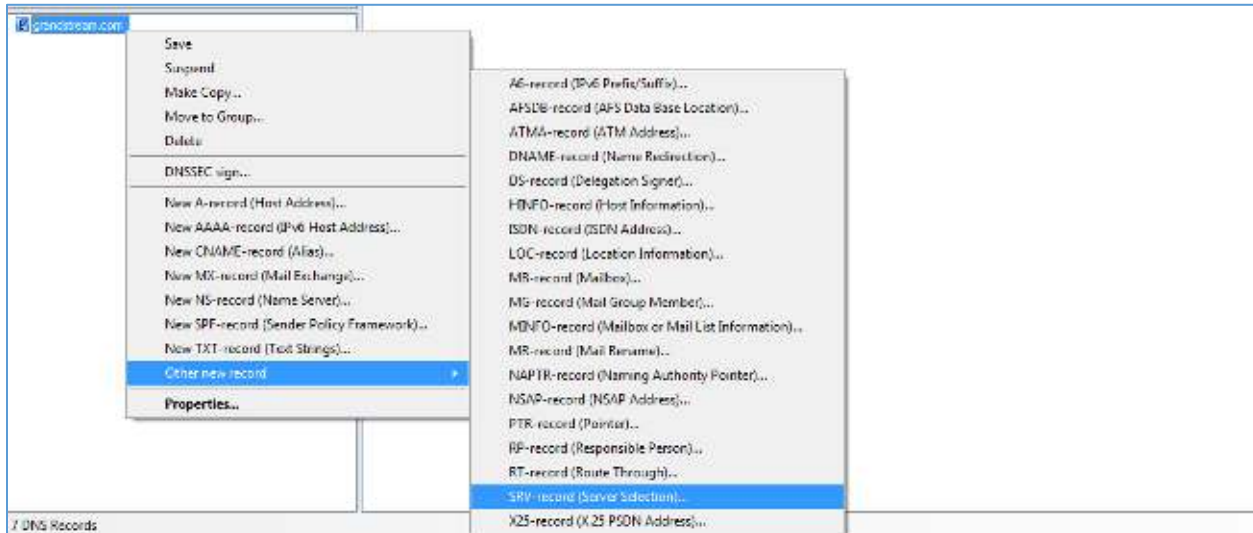 grandstream.com
Save
Suspend
Make Copy...
Move to Group...
Delete
DNSSEC sign...
New A-record (Host Address)...
New AAAA-record (IPv6 Host Address)...
New CNAME-record (Alias)...
New MX-record (Mail Exchange)...
New NS-record (Name Server)...
New SPF-record (Sender Policy Framework)...
New TXT-record (Text Strings)...
Other new record
Properties...
A6-record (IPv6 Prefix/Suffix)...
AFSDB-record (AFS Data Base Location)...
ATMA-record (ATM Address)...
DNAME-record (Name Redirection)...
DS-record (Delegation Signer)...
HINFO-record (Host Information)...
ISDN-record (ISDN Address)...
LOC-record (Location Information)...
MB-record (Mailbox)...
MG-record (Mail Group Member)...
MINFO-record (Mailbox or Mail List Information)...
MR-record (Mail Rename)...
NAPTR-record (Naming Authority Pointer)...
NSAP-record (NSAP Address)...
PTR-record (Pointer)...
RP-record (Responsible Person)...
RT-record (Route Through)...
SRV-record (Server Selection)...
X25-record (X.25 PSDN Address)...
7 DNS Records